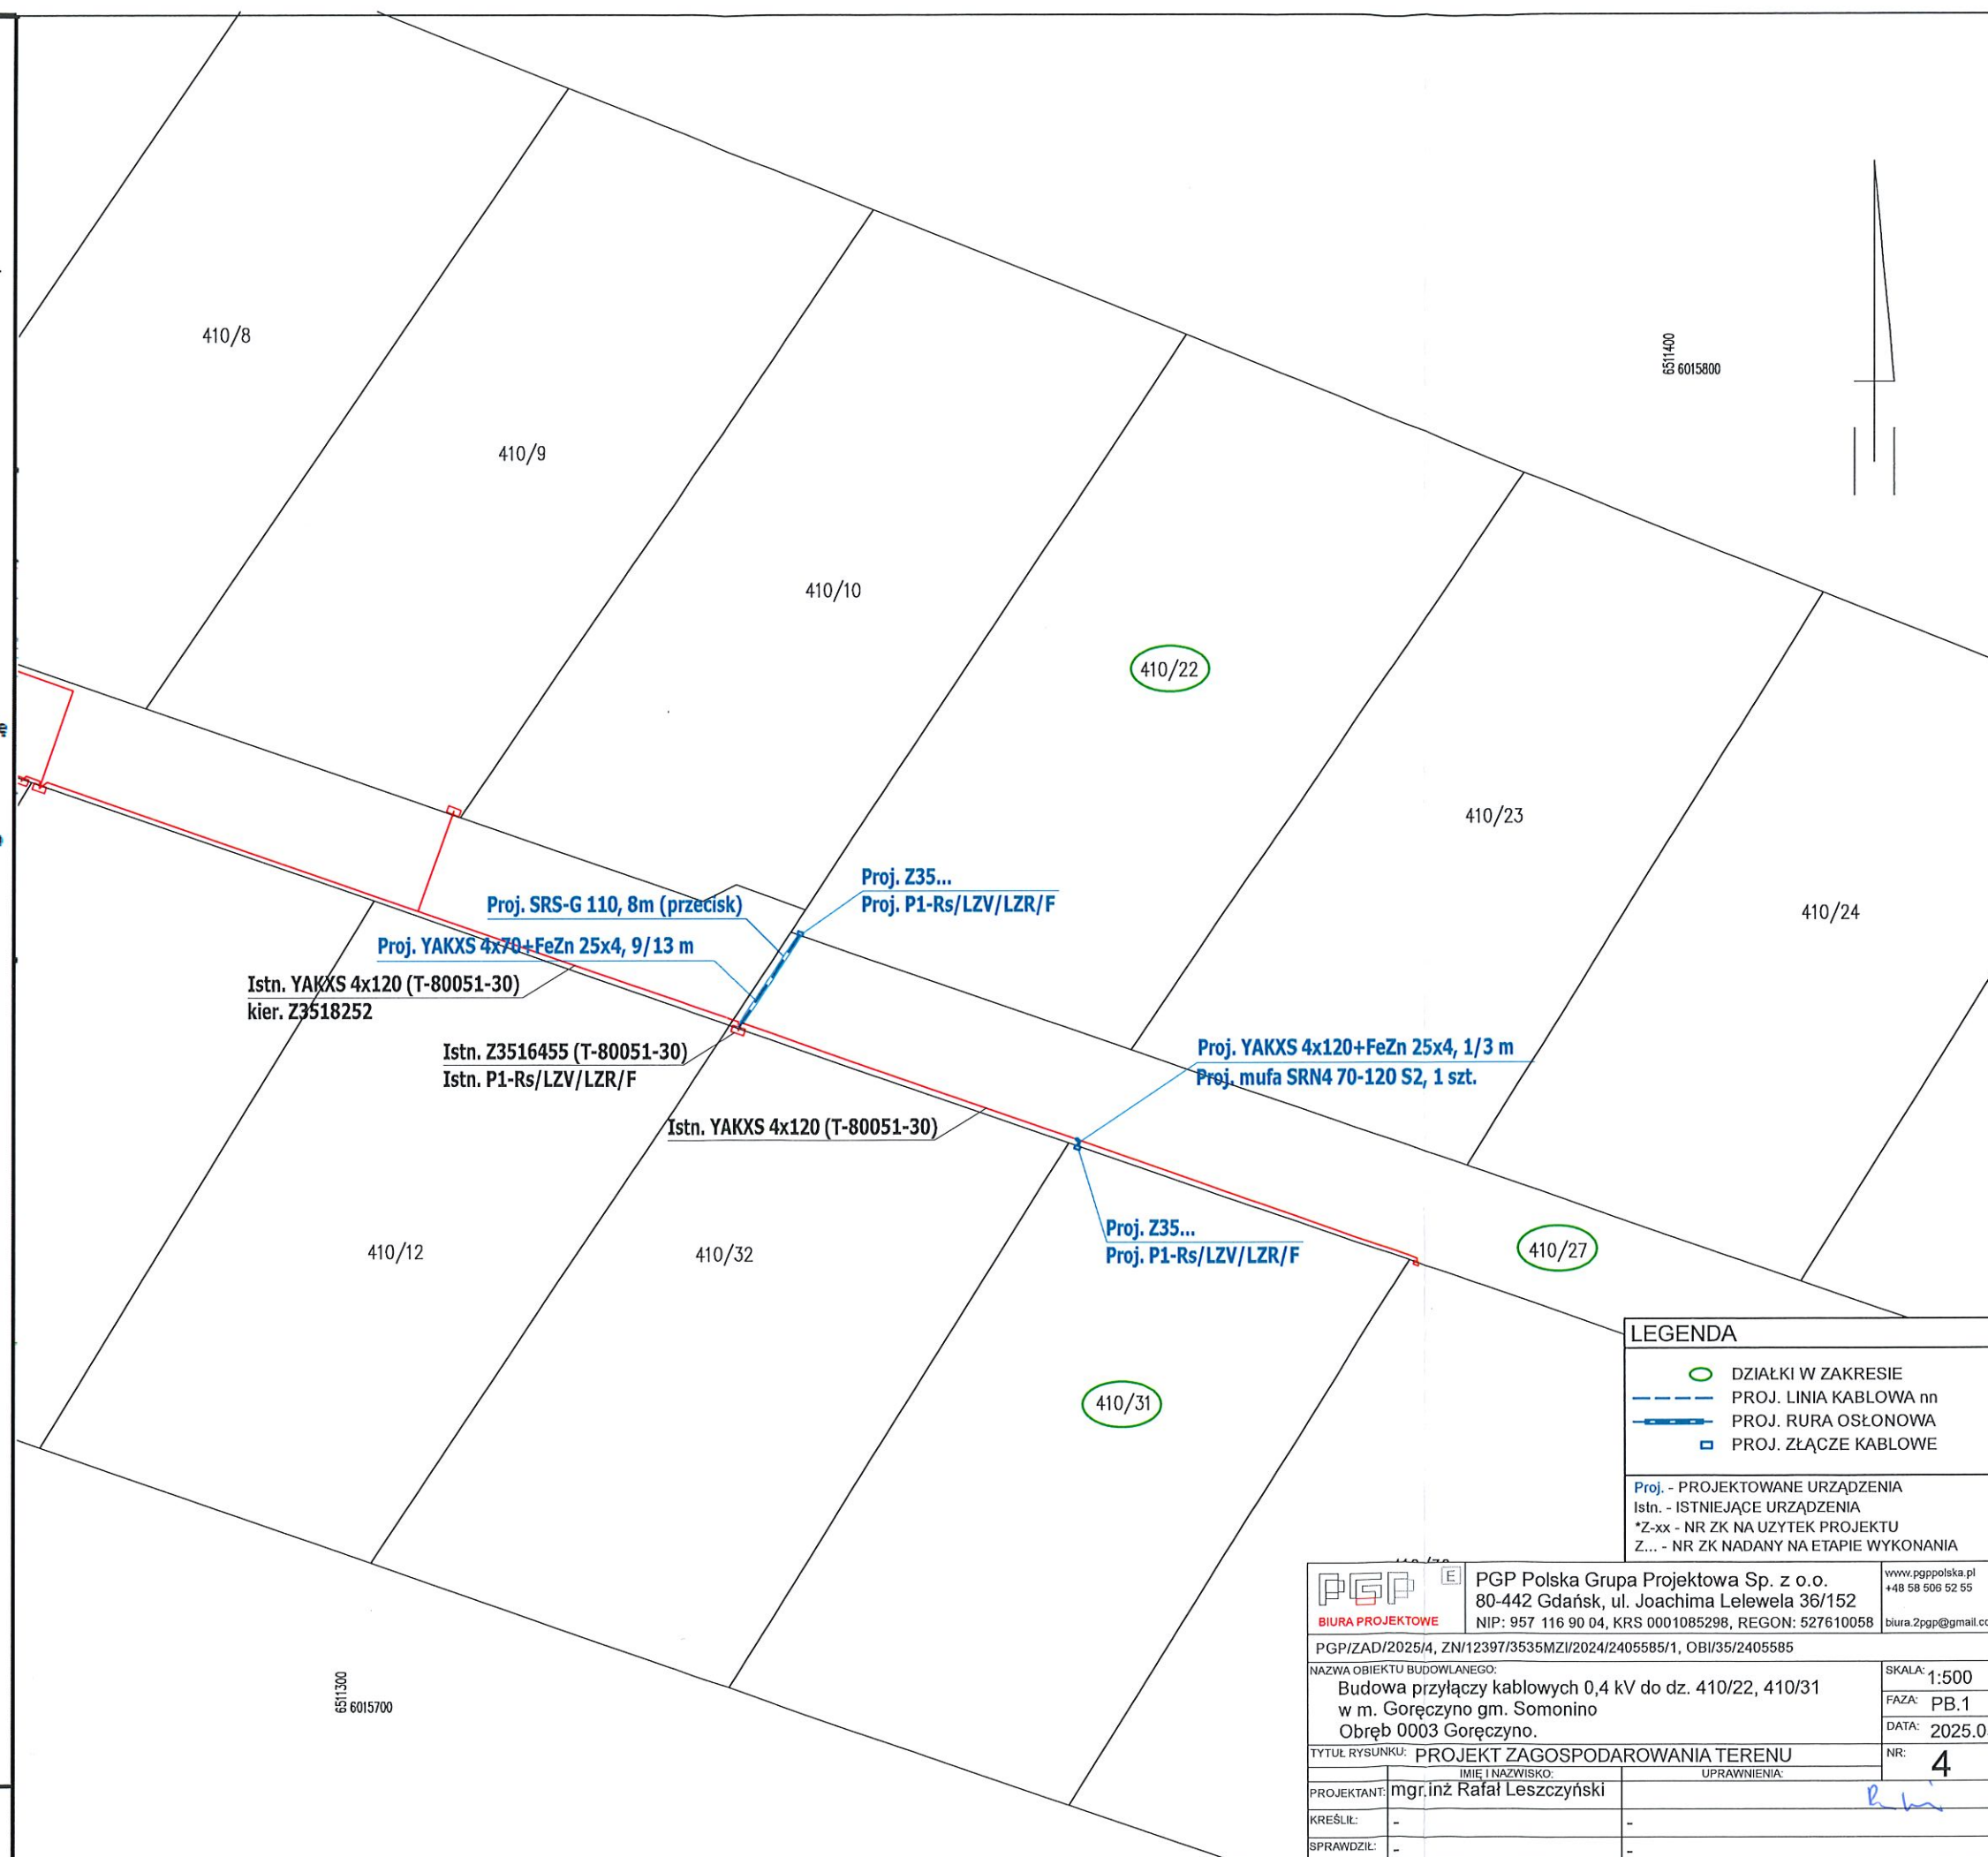 410/8
6511400
6015800
410/9
410/10
410/22
410/23
Proj. Z35...
Proj. P1-Rs/LZV/LZR/F
Proj. SRS-G 110, 8m (przecisk)
410/24
Proj. YAKXS 4x70+FeZn 25x4, 9/13 m
Istn. YAKXS 4x120 (T-80051-30)
kier. Z3518252
Istn. Z3516455 (T-80051-30)
Istn. P1-Rs/LZV/LZR/F
Proj. YAKXS 4x120+FeZn 25x4, 1/3 m
Proj. mufa SRN4 70-120 S2, 1 szt.
Istn. YAKXS 4x120 (T-80051-30)
Proj. Z35...
Proj. P1-Rs/LZV/LZR/F
410/12
410/32
410/27
410/31
LEGENDA
DZIAŁKI W ZAKRESIE
PROJ. LINIA KABLOWA nn
PROJ. RURA OSŁONOWA
PROJ. ZŁĄCZE KABLOWE
Proj. - PROJEKTOWANE URZĄDZENIA
Istn. - ISTNIEJĄCE URZĄDZENIA
*Z-xx - NR ZK NA UZYTEK PROJEKTU
Z... - NR ZK NADANY NA ETAPIE WYKONANIA
6511300
6015700
PGP E
BIURA PROJEKTOWE
PGP Polska Grupa Projektowa Sp. z o.o.
80-442 Gdańsk, ul. Joachima Lelewela 36/152
NIP: 957 116 90 04, KRS 0001085298, REGON: 527610058
www.pgppolska.pl
+48 58 506 52 55
biura.2pgp@gmail.co
PGP/ZAD/2025/4, ZN/12397/3535MZI/2024/2405585/1, OBI/35/2405585
NAZWA OBIEKTU BUDOWLANEGO:
Budowa przyłączy kablowych 0,4 kV do dz. 410/22, 410/31
w m. Goręczyno gm. Somonino
Obręb 0003 Goręczyno.
SKALA: 1:500
FAZA: PB.1
DATA: 2025.0
TYTUŁ RYSUNKU: PROJEKT ZAGOSPODAROWANIA TERENU
NR: 4
IMIĘ I NAZWISKO: UPRAWNIENIA:
PROJEKTANT: mgr.inż Rafał Leszczyński
KREŚLIŁ: - -
SPRAWDZIŁ: - -